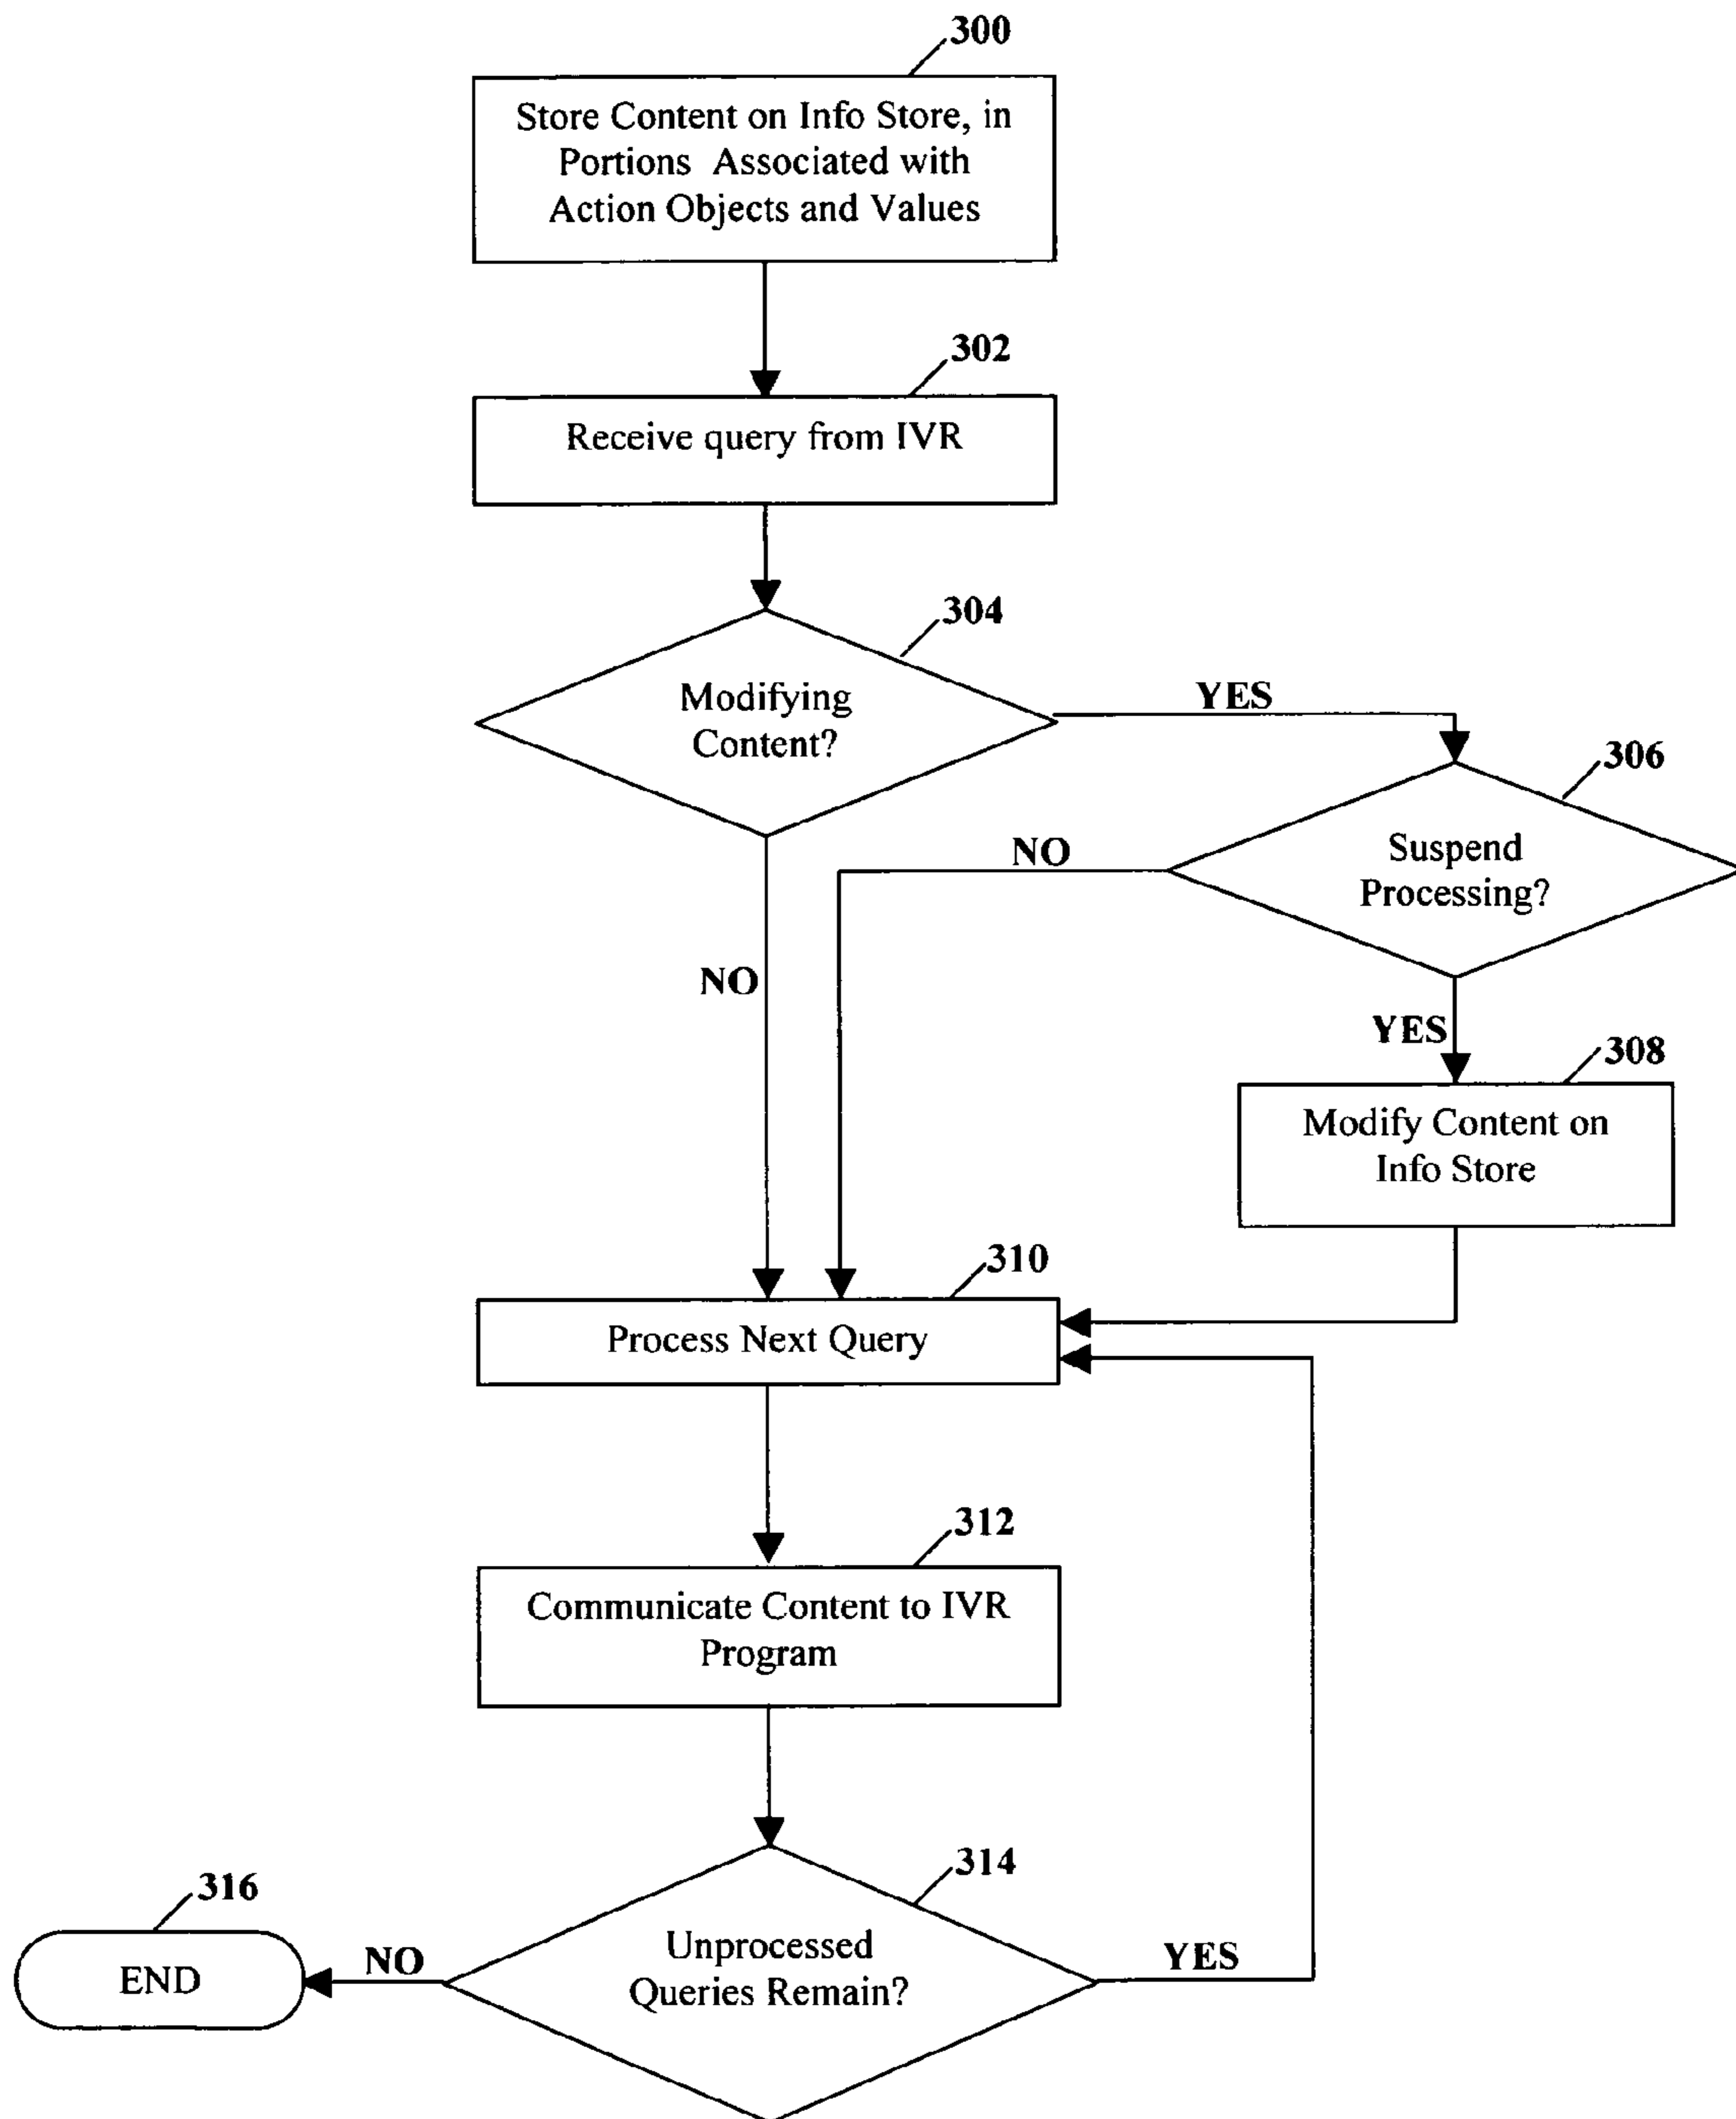 300
Store Content on Info Store, in
Portions Associated with
Action Objects and Values
302
Receive query from IVR
304
Modifying
Content?
YES
306
Suspend
Processing?
NO
NO
YES
308
Modify Content on
Info Store
310
Process Next Query
312
Communicate Content to IVR
Program
314
Unprocessed
Queries Remain?
YES
NO
316
END